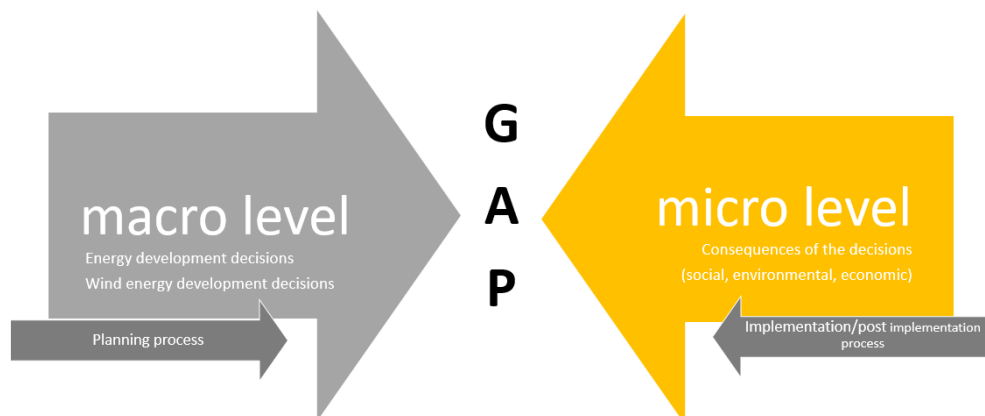 macro level
Energy development decisions
Wind energy development decisions
Planning process
G
A
P
micro level
Consequences of the decisions
(social, environmental, economic)
Implementation/post implementation
process